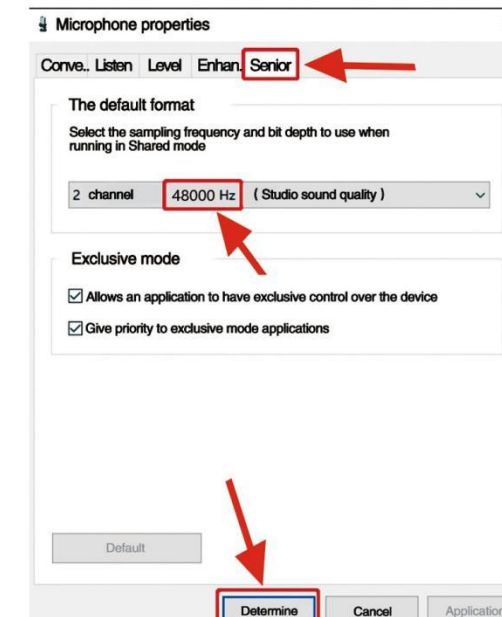 Microphone properties
Conve.. Listen Level Enhan. Senior
The default format
Select the sampling frequency and bit depth to use when
running in Shared mode
2 channel 48000 Hz ( Studio sound quality )
Exclusive mode
Allows an application to have exclusive control over the device
Give priority to exclusive mode applications
Default
Determine Cancel Application